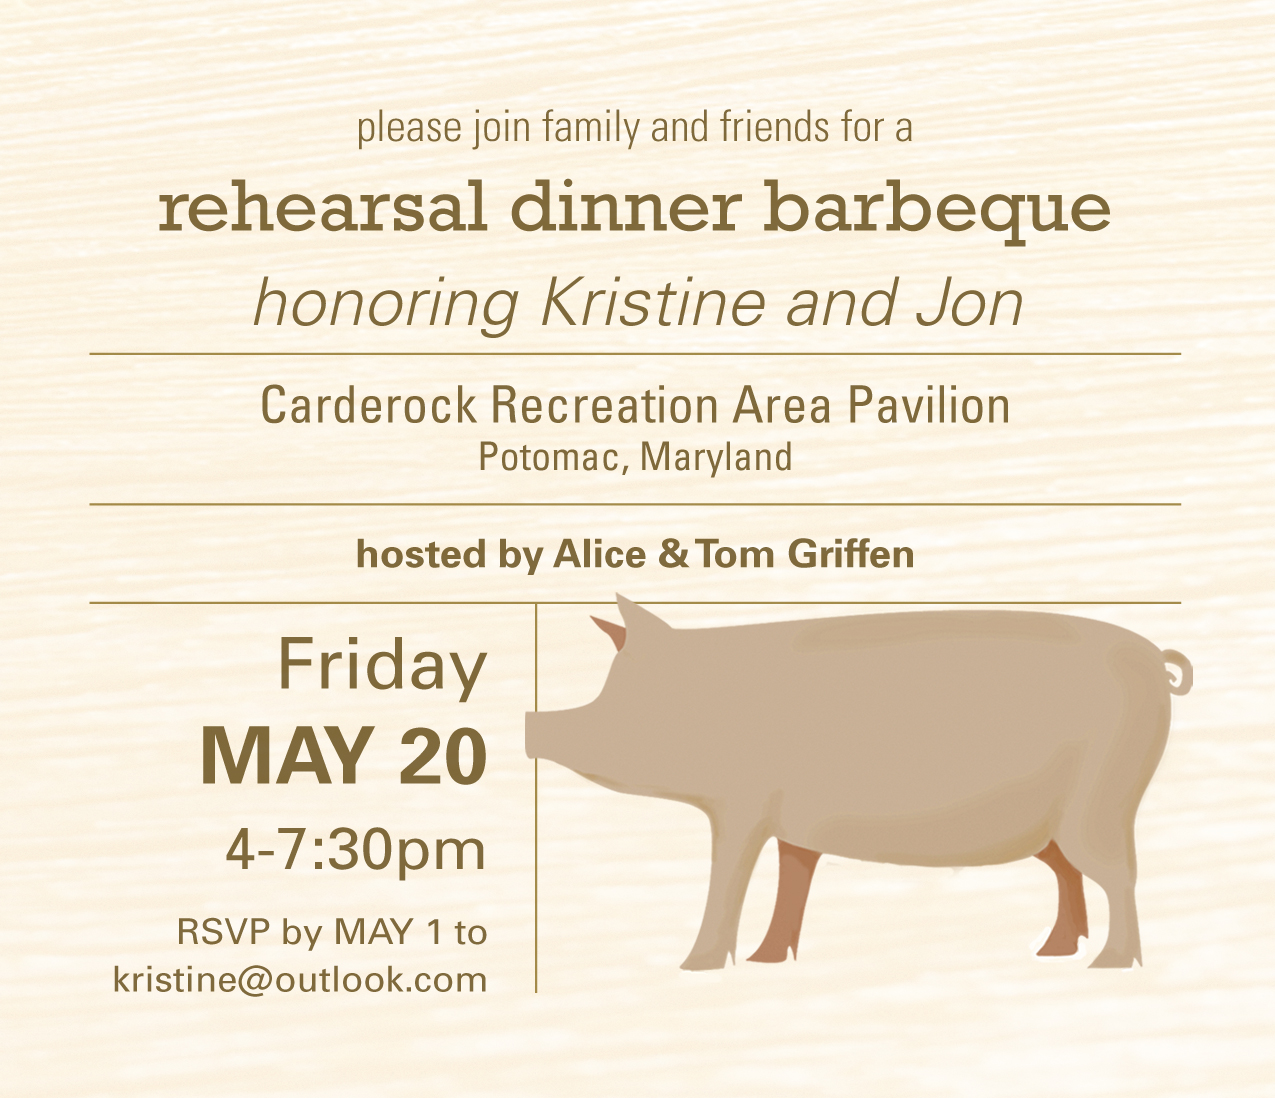 please join family and friends for a
rehearsal dinner barbeque
honoring Kristine and Jon
Carderock Recreation Area Pavilion
Potomac, Maryland
hosted by Alice & Tom Griffen
Friday
MAY 20
4-7:30pm
RSVP by MAY 1 to
kristine@outlook.com